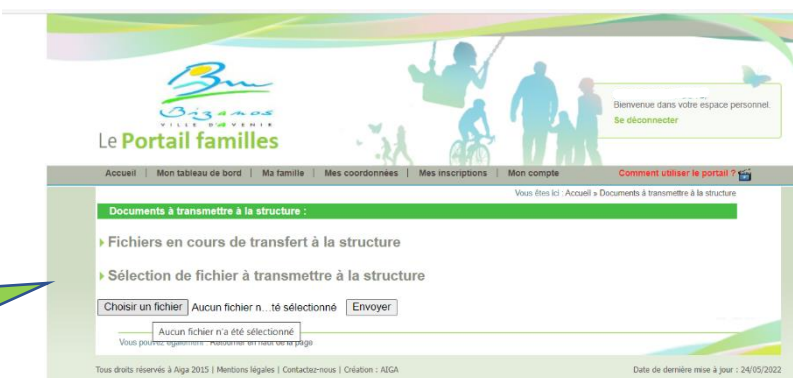 Bizanos
VILLE D'AVENIR
Le Portail familles
Bienvenue dans votre espace personnel.
Se déconnecter
Accueil | Mon tableau de bord | Ma famille | Mes coordonnées | Mes inscriptions | Mon compte
Comment utiliser le portail ?
Vous êtes ici : Accueil » Documents à transmettre à la structure
Documents à transmettre à la structure :
Fichiers en cours de transfert à la structure
Sélection de fichier à transmettre à la structure
Choisir un fichier Aucun fichier n…té sélectionné Envoyer
Aucun fichier n'a été sélectionné
Vous pouvez également : Retourner en haut de la page
Tous droits réservés à Aiga 2015 | Mentions légales | Contactez-nous | Création : AIGA
Date de dernière mise à jour : 24/05/2022